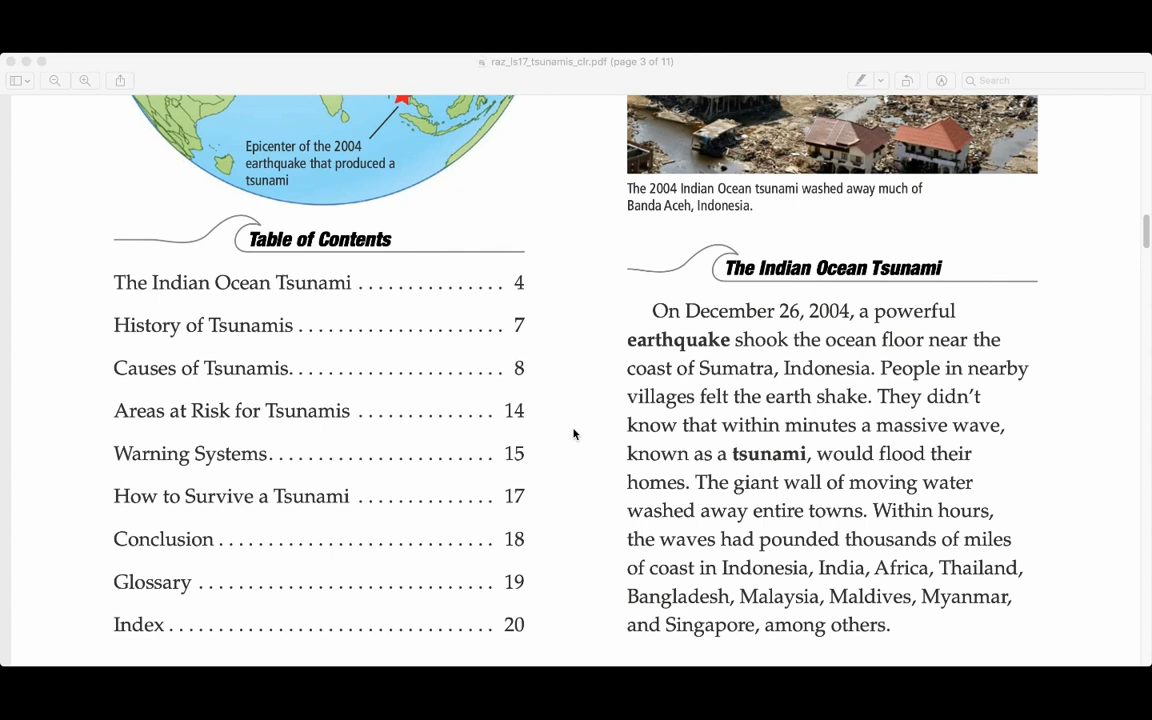 raz_ls17_tsunamis_clr.pdf (page 3 of 11)
Search
Epicenter of the 2004
earthquake that produced a
tsunami
Table of Contents
The Indian Ocean Tsunami . . . . . . . . . . . . . . . 4
History of Tsunamis . . . . . . . . . . . . . . . . . . . . . 7
Causes of Tsunamis. . . . . . . . . . . . . . . . . . . . . . 8
Areas at Risk for Tsunamis . . . . . . . . . . . . . . 14
Warning Systems. . . . . . . . . . . . . . . . . . . . . . . 15
How to Survive a Tsunami . . . . . . . . . . . . . . 17
Conclusion . . . . . . . . . . . . . . . . . . . . . . . . . . . 18
Glossary . . . . . . . . . . . . . . . . . . . . . . . . . . . . . 19
Index . . . . . . . . . . . . . . . . . . . . . . . . . . . . . . . . 20
The 2004 Indian Ocean tsunami washed away much of
Banda Aceh, Indonesia.
The Indian Ocean Tsunami
On December 26, 2004, a powerful
earthquake shook the ocean floor near the
coast of Sumatra, Indonesia. People in nearby
villages felt the earth shake. They didn't
know that within minutes a massive wave,
known as a tsunami, would flood their
homes. The giant wall of moving water
washed away entire towns. Within hours,
the waves had pounded thousands of miles
of coast in Indonesia, India, Africa, Thailand,
Bangladesh, Malaysia, Maldives, Myanmar,
and Singapore, among others.